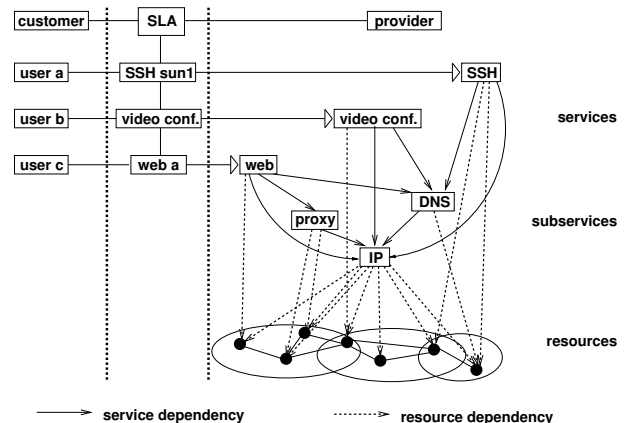 customer SLA provider
user a SSH sun1 SSH
services
user b video conf. video conf.
user c web a web
DNS
proxy
subservices
IP
resources
service dependency resource dependency